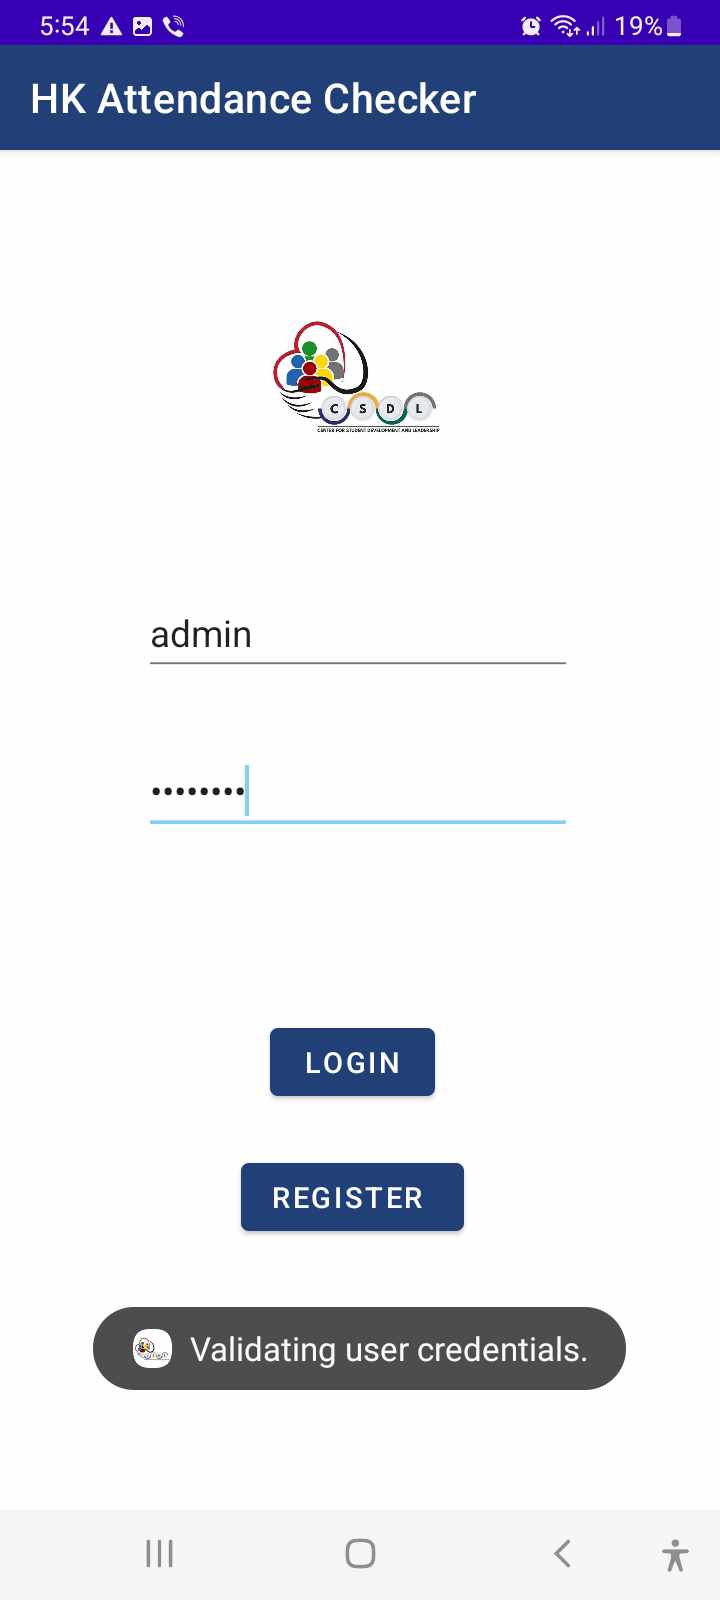 5:54 19%
HK Attendance Checker
C S D L
CENTER FOR STUDENT DEVELOPMENT AND LEADERSHIP
admin
••••••••
LOGIN
REGISTER
Validating user credentials.